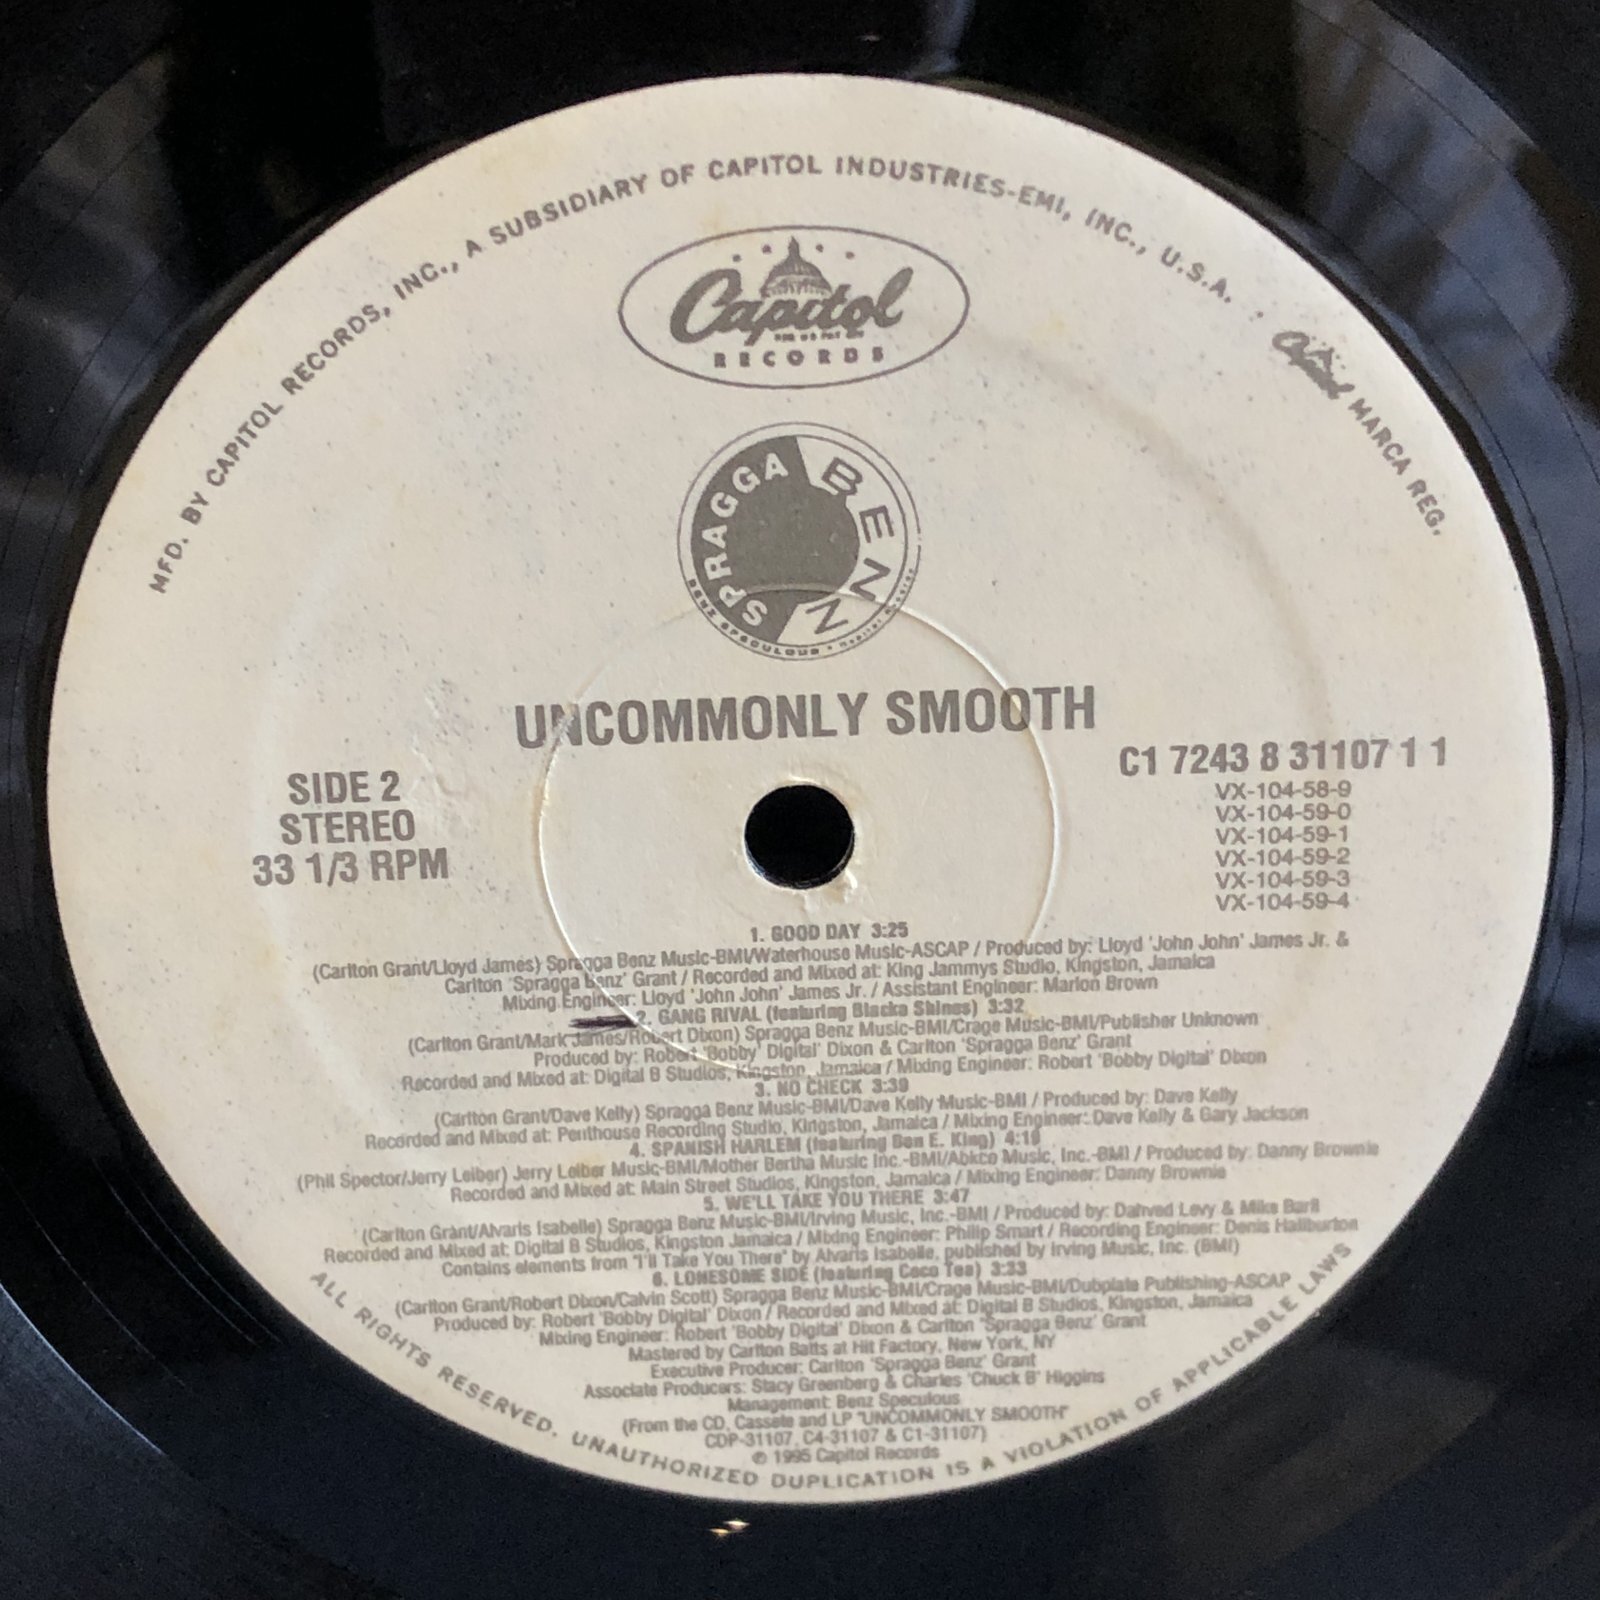 MFD. BY CAPITOL RECORDS, INC., A SUBSIDIARY OF CAPITOL INDUSTRIES-EMI, INC., U.S.A. · Capitol MARCA REG.
Capitol
RECORDS
SPRAGGA BENZ
BENZ SPECULOUS •
UNCOMMONLY SMOOTH
SIDE 2
STEREO
33 1/3 RPM
C1 7243 8 31107 1 1
VX-104-58-9
VX-104-59-0
VX-104-59-1
VX-104-59-2
VX-104-59-3
VX-104-59-4
1. GOOD DAY 3:25
(Carlton Grant/Lloyd James) Spragga Benz Music-BMI/Waterhouse Music-ASCAP / Produced by: Lloyd 'John John' James Jr. &
Carlton 'Spragga Benz' Grant / Recorded and Mixed at: King Jammys Studio, Kingston, Jamaica
Mixing Engineer: Lloyd 'John John' James Jr. / Assistant Engineer: Marlon Brown
2. GANG RIVAL (featuring Blacka Shines) 3:32
(Carlton Grant/Mark James/Robert Dixon) Spragga Benz Music-BMI/Crage Music-BMI/Publisher Unknown
Produced by: Robert 'Bobby' Digital' Dixon & Carlton 'Spragga Benz' Grant
Recorded and Mixed at: Digital B Studios, Kingston, Jamaica / Mixing Engineer: Robert 'Bobby Digital' Dixon
3. NO CHECK 3:39
(Carlton Grant/Dave Kelly) Spragga Benz Music-BMI/Dave Kelly Music-BMI / Produced by: Dave Kelly
Recorded and Mixed at: Penthouse Recording Studio, Kingston, Jamaica / Mixing Engineer: Dave Kelly & Gary Jackson
4. SPANISH HARLEM (featuring Ben E. King) 4:19
(Phil Spector/Jerry Leiber) Jerry Leiber Music-BMI/Mother Bertha Music Inc.-BMI/Abkco Music, Inc.-BMI / Produced by: Danny Brownie
Recorded and Mixed at: Main Street Studios, Kingston, Jamaica / Mixing Engineer: Danny Brownie
5. WE'LL TAKE YOU THERE 3:47
(Carlton Grant/Alvaris Isabelle) Spragga Benz Music-BMI/Irving Music, Inc.-BMI / Produced by: Dahved Levy & Mike Baril
Recorded and Mixed at: Digital B Studios, Kingston Jamaica / Mixing Engineer: Philip Smart / Recording Engineer: Denis Haliburton
Contains elements from "I'll Take You There" by Alvaris Isabelle, published by Irving Music, Inc. (BMI)
6. LONESOME SIDE (featuring Coco Tea) 3:23
(Carlton Grant/Robert Dixon/Calvin Scott) Spragga Benz Music-BMI/Crage Music-BMI/Dubplate Publishing-ASCAP
Produced by: Robert 'Bobby Digital' Dixon / Recorded and Mixed at: Digital B Studios, Kingston, Jamaica
Mixing Engineer: Robert 'Bobby Digital' Dixon & Carlton 'Spragga Benz' Grant
Mastered by Carlton Batts at Hit Factory, New York, NY
Executive Producer: Carlton 'Spragga Benz' Grant
Associate Producers: Stacy Greenberg & Charles 'Chuck B' Higgins
Management: Benz Speculous
(From the CD, Cassette and LP "UNCOMMONLY SMOOTH"
CDP-31107, C4-31107 & C1-31107)
℗ 1995 Capitol Records
ALL RIGHTS RESERVED. UNAUTHORIZED DUPLICATION IS A VIOLATION OF APPLICABLE LAWS